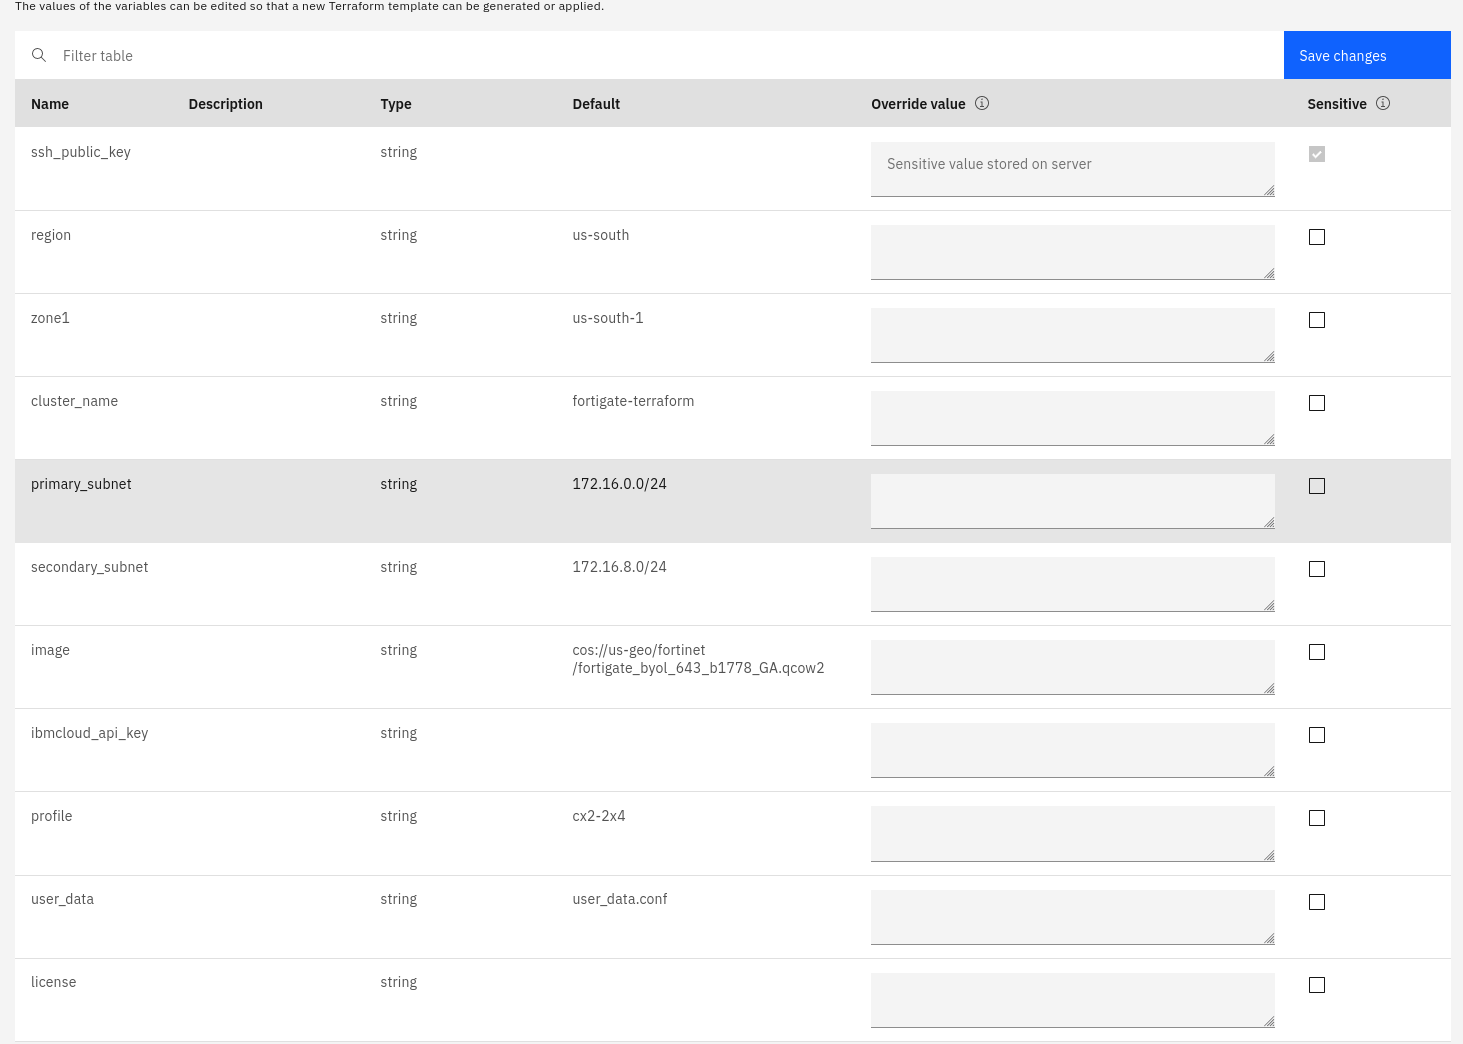 The values of the variables can be edited so that a new Terraform template can be generated or applied.
Filter table
Save changes
Name Description Type Default Override value Sensitive
ssh_public_key string Sensitive value stored on server
region string us-south
zone1 string us-south-1
cluster_name string fortigate-terraform
primary_subnet string 172.16.0.0/24
secondary_subnet string 172.16.8.0/24
image string cos://us-geo/fortinet
/fortigate_byol_643_b1778_GA.qcow2
ibmcloud_api_key string
profile string cx2-2x4
user_data string user_data.conf
license string